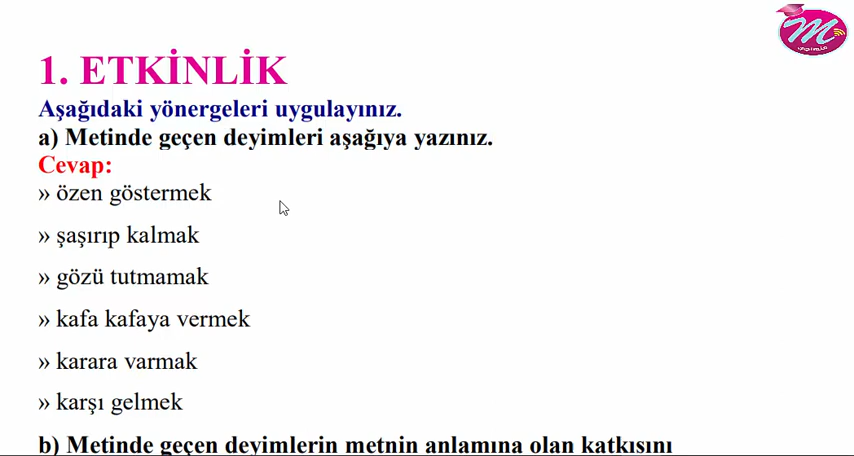 1. ETKİNLİK
Aşağıdaki yönergeleri uygulayınız.
a) Metinde geçen deyimleri aşağıya yazınız.
Cevap:
» özen göstermek
» şaşırıp kalmak
» gözü tutmamak
» kafa kafaya vermek
» karara varmak
» karşı gelmek
b) Metinde geçen deyimlerin metnin anlamına olan katkısını